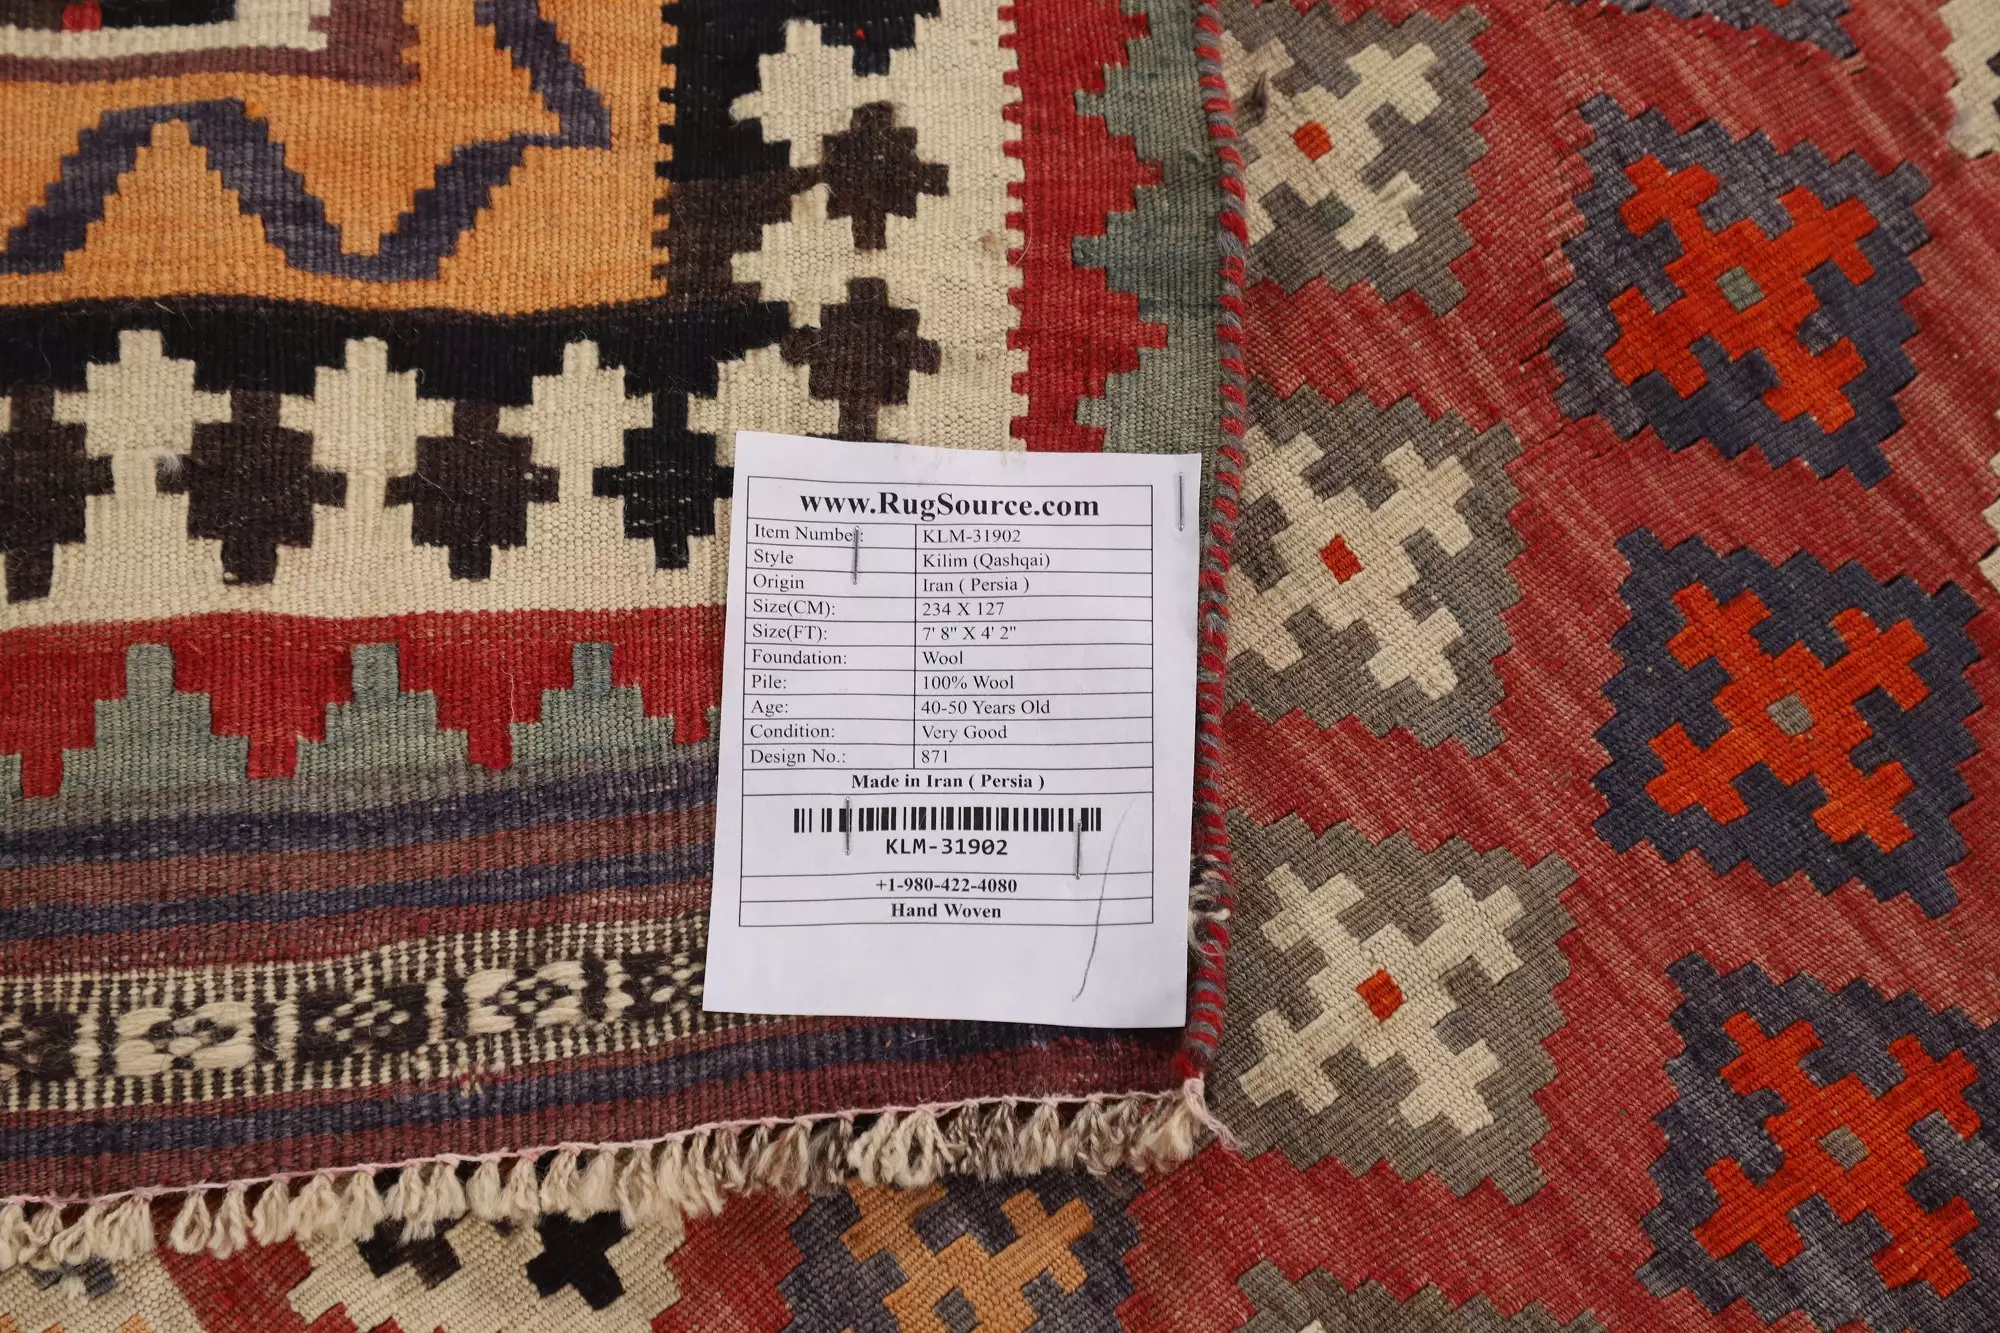 www.RugSource.com
Item Number: KLM-31902
Style Kilim (Qashqai)
Origin Iran ( Persia )
Size(CM): 234 X 127
Size(FT): 7' 8" X 4' 2"
Foundation: Wool
Pile: 100% Wool
Age: 40-50 Years Old
Condition: Very Good
Design No.: 871
Made in Iran ( Persia )
KLM-31902
+1-980-422-4080
Hand Woven